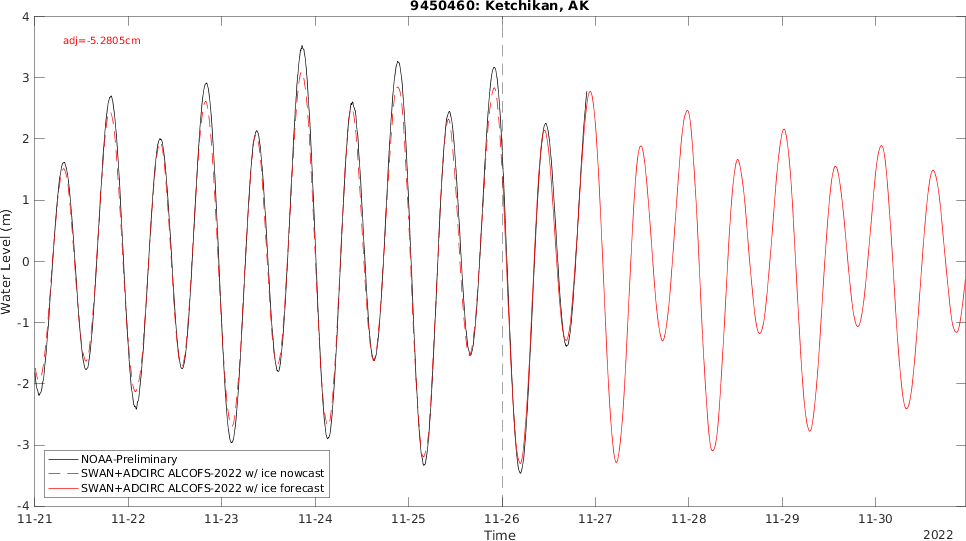 9450460: Ketchikan, AK
adj=-5.2805cm
4
3
2
1
0
-1
-2
-3
-4
Water Level (m)
NOAA-Preliminary
SWAN+ADCIRC ALCOFS-2022 w/ ice nowcast
SWAN+ADCIRC ALCOFS-2022 w/ ice forecast
11-21 11-22 11-23 11-24 11-25 11-26 11-27 11-28 11-29 11-30
Time
2022